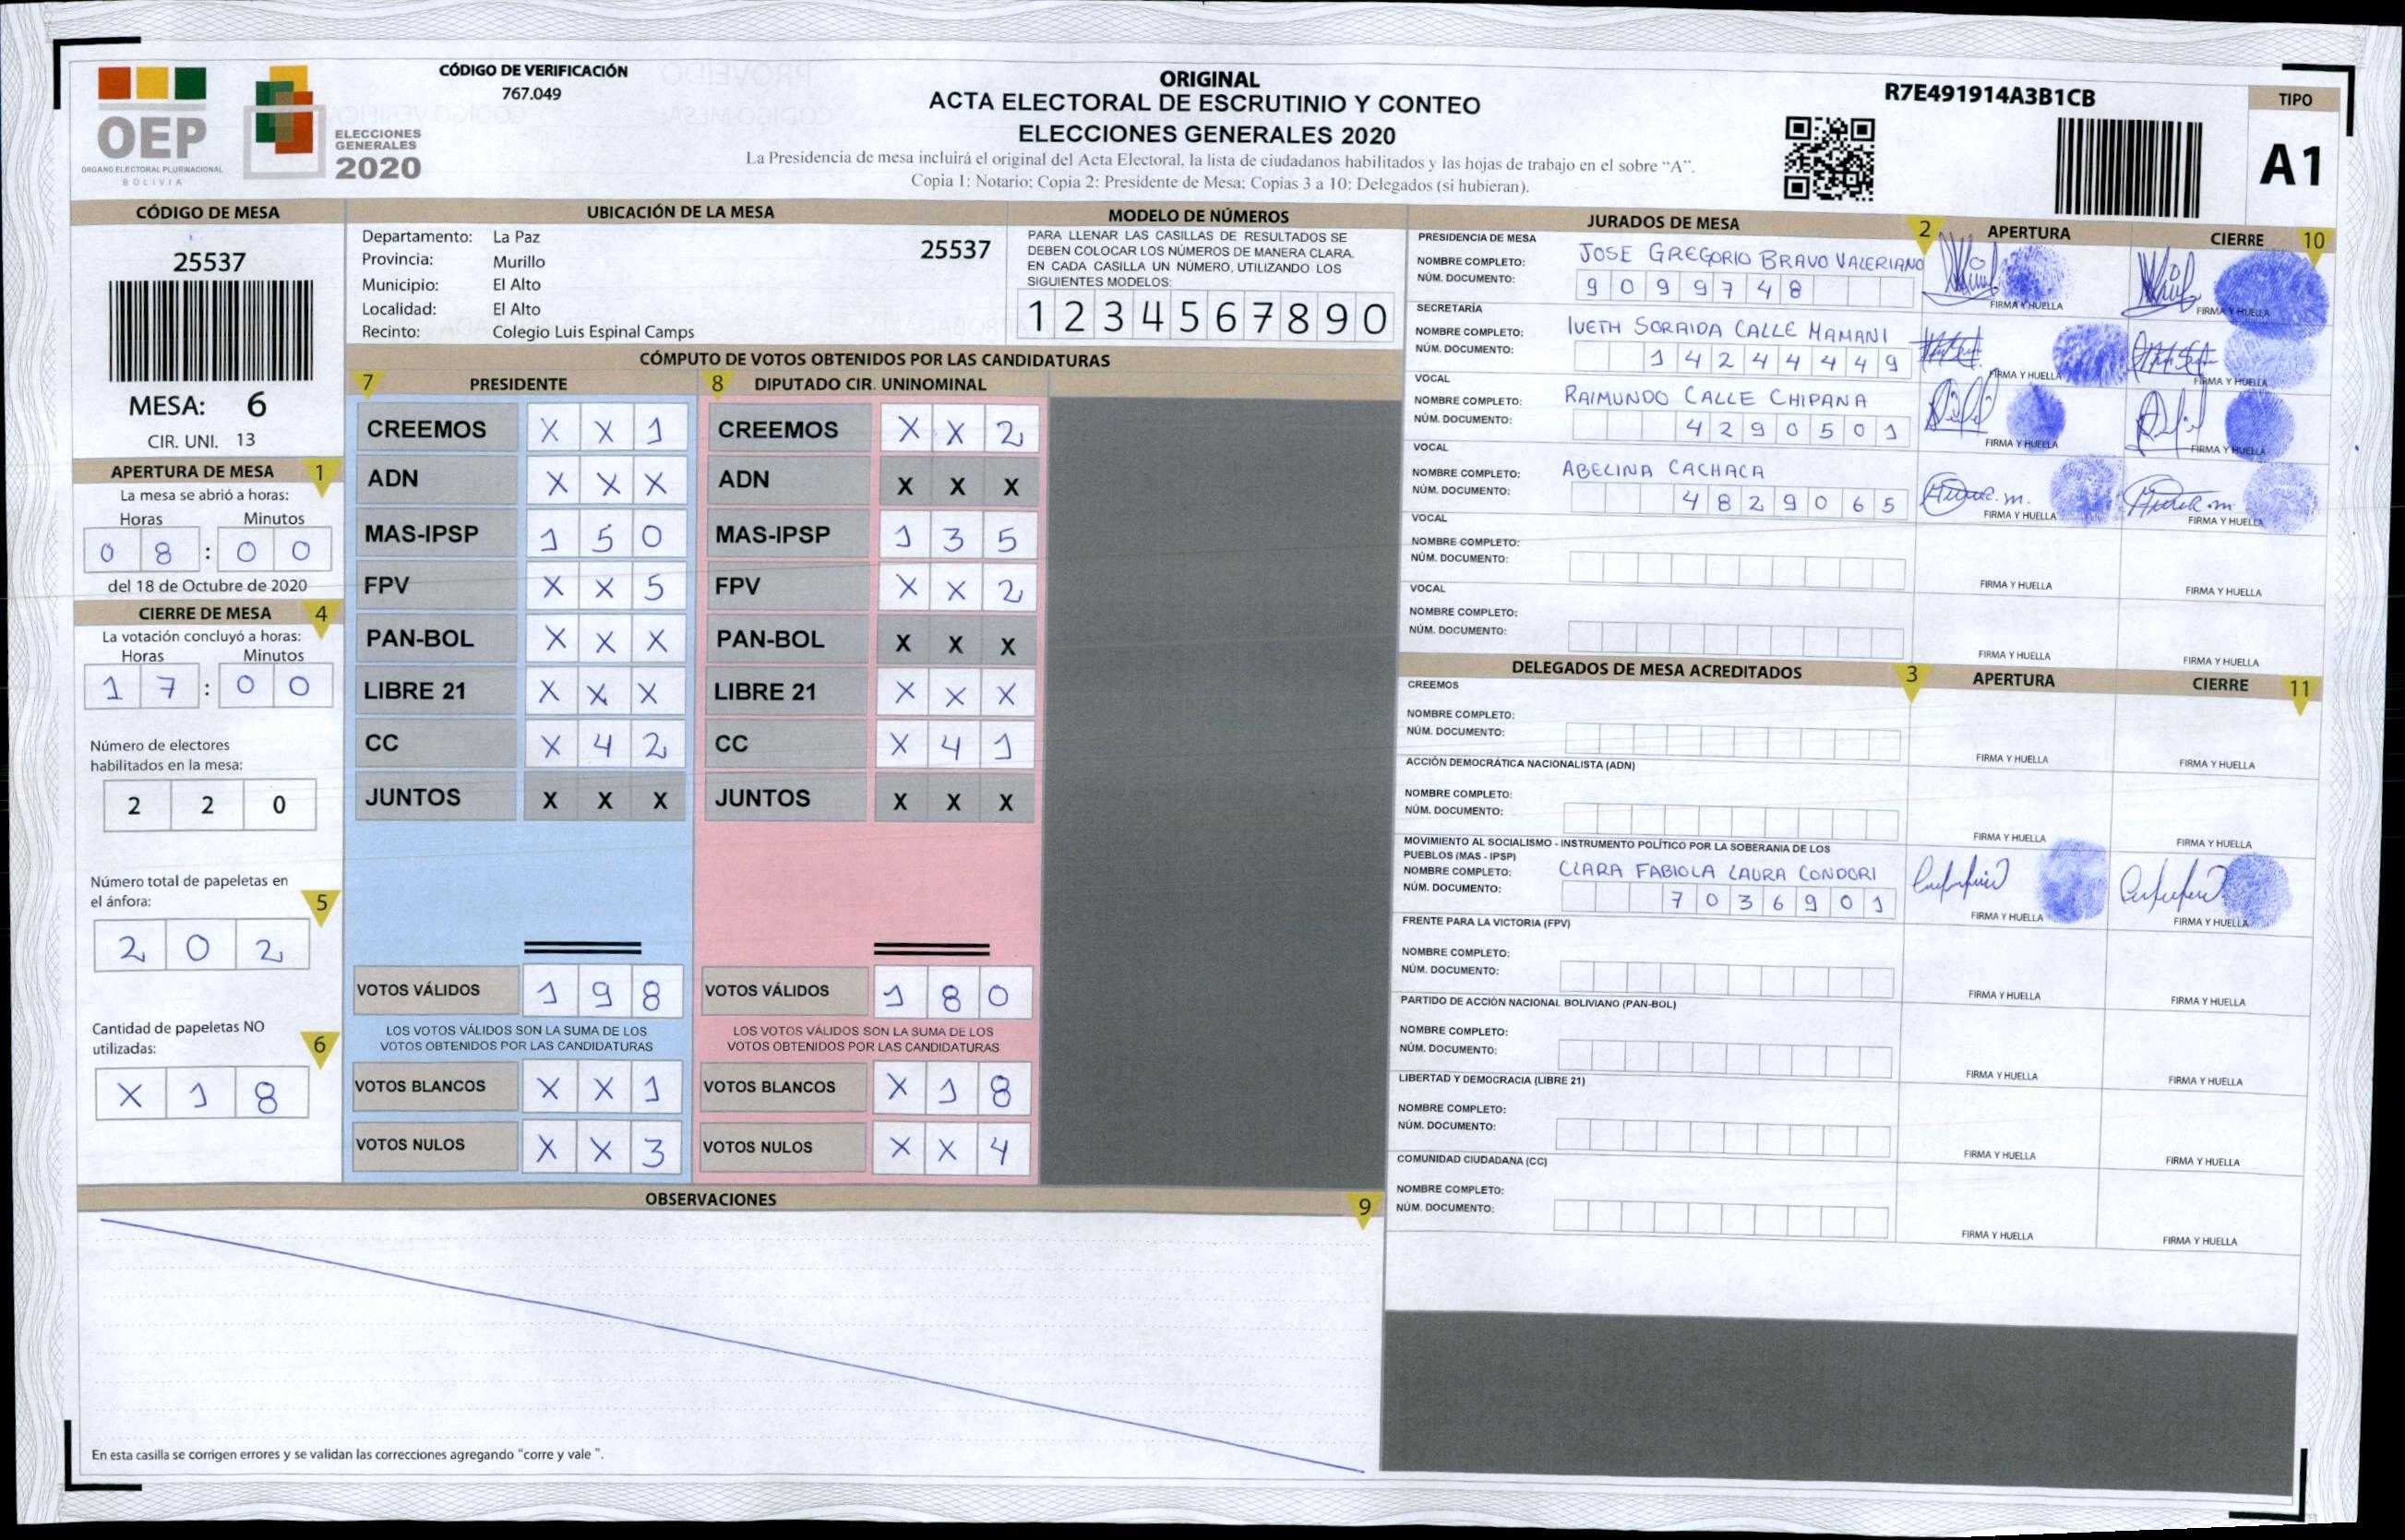 CÓDIGO DE VERIFICACIÓN
767.049
OEP
ÓRGANO ELECTORAL PLURINACIONAL
BOLIVIA
ELECCIONES
GENERALES
2020
ORIGINAL
ACTA ELECTORAL DE ESCRUTINIO Y CONTEO
ELECCIONES GENERALES 2020
La Presidencia de mesa incluirá el original del Acta Electoral, la lista de ciudadanos habilitados y las hojas de trabajo en el sobre “A”.
Copia 1: Notario; Copia 2: Presidente de Mesa; Copias 3 a 10: Delegados (si hubieran).
R7E491914A3B1CB
TIPO
A1
CÓDIGO DE MESA
25537
MESA: 6
CIR. UNI. 13
APERTURA DE MESA 1
La mesa se abrió a horas:
Horas Minutos
0 8 : 0 0
del 18 de Octubre de 2020
CIERRE DE MESA 4
La votación concluyó a horas:
Horas Minutos
1 7 : 0 0
Número de electores
habilitados en la mesa:
2 2 0
Número total de papeletas en
el ánfora: 5
2 0 2
Cantidad de papeletas NO
utilizadas: 6
X 1 8
UBICACIÓN DE LA MESA
Departamento: La Paz 25537
Provincia: Murillo
Municipio: El Alto
Localidad: El Alto
Recinto: Colegio Luis Espinal Camps
MODELO DE NÚMEROS
PARA LLENAR LAS CASILLAS DE RESULTADOS SE
DEBEN COLOCAR LOS NÚMEROS DE MANERA CLARA.
EN CADA CASILLA UN NÚMERO, UTILIZANDO LOS
SIGUIENTES MODELOS:
1 2 3 4 5 6 7 8 9 0
CÓMPUTO DE VOTOS OBTENIDOS POR LAS CANDIDATURAS
7 PRESIDENTE 8 DIPUTADO CIR. UNINOMINAL
CREEMOS X X 1 CREEMOS X X 2
ADN X X X ADN X X X
MAS-IPSP 1 5 0 MAS-IPSP 1 3 5
FPV X X 5 FPV X X 2
PAN-BOL X X X PAN-BOL X X X
LIBRE 21 X X X LIBRE 21 X X X
CC X 4 2 CC X 4 1
JUNTOS X X X JUNTOS X X X
VOTOS VÁLIDOS 1 9 8 VOTOS VÁLIDOS 1 8 0
LOS VOTOS VÁLIDOS SON LA SUMA DE LOS LOS VOTOS VÁLIDOS SON LA SUMA DE LOS
VOTOS OBTENIDOS POR LAS CANDIDATURAS VOTOS OBTENIDOS POR LAS CANDIDATURAS
VOTOS BLANCOS X X 1 VOTOS BLANCOS X 1 8
VOTOS NULOS X X 3 VOTOS NULOS X X 4
OBSERVACIONES 9
En esta casilla se corrigen errores y se validan las correcciones agregando “corre y vale ”.
JURADOS DE MESA 2 APERTURA CIERRE 10
PRESIDENCIA DE MESA
NOMBRE COMPLETO: JOSE GREGORIO BRAVO VALERIANO
NÚM. DOCUMENTO: 9 0 9 9 7 4 8
FIRMA Y HUELLA FIRMA Y HUELLA
SECRETARÍA
NOMBRE COMPLETO: IVETH SORAIDA CALLE MAMANI
NÚM. DOCUMENTO: 1 4 2 4 4 4 4 9
FIRMA Y HUELLA FIRMA Y HUELLA
VOCAL
NOMBRE COMPLETO: RAIMUNDO CALLE CHIPANA
NÚM. DOCUMENTO: 4 2 9 0 5 0 1
FIRMA Y HUELLA FIRMA Y HUELLA
VOCAL
NOMBRE COMPLETO: ABELINA CACHACA
NÚM. DOCUMENTO: 4 8 2 9 0 6 5
FIRMA Y HUELLA FIRMA Y HUELLA
VOCAL
NOMBRE COMPLETO:
NÚM. DOCUMENTO:
FIRMA Y HUELLA FIRMA Y HUELLA
VOCAL
NOMBRE COMPLETO:
NÚM. DOCUMENTO:
FIRMA Y HUELLA FIRMA Y HUELLA
DELEGADOS DE MESA ACREDITADOS 3 APERTURA CIERRE 11
CREEMOS
NOMBRE COMPLETO:
NÚM. DOCUMENTO:
FIRMA Y HUELLA FIRMA Y HUELLA
ACCIÓN DEMOCRÁTICA NACIONALISTA (ADN)
NOMBRE COMPLETO:
NÚM. DOCUMENTO:
FIRMA Y HUELLA FIRMA Y HUELLA
MOVIMIENTO AL SOCIALISMO - INSTRUMENTO POLÍTICO POR LA SOBERANIA DE LOS
PUEBLOS (MAS - IPSP)
NOMBRE COMPLETO: CLARA FABIOLA LAURA CONDORI
NÚM. DOCUMENTO: 7 0 3 6 9 0 1
FIRMA Y HUELLA FIRMA Y HUELLA
FRENTE PARA LA VICTORIA (FPV)
NOMBRE COMPLETO:
NÚM. DOCUMENTO:
FIRMA Y HUELLA FIRMA Y HUELLA
PARTIDO DE ACCIÓN NACIONAL BOLIVIANO (PAN-BOL)
NOMBRE COMPLETO:
NÚM. DOCUMENTO:
FIRMA Y HUELLA FIRMA Y HUELLA
LIBERTAD Y DEMOCRACIA (LIBRE 21)
NOMBRE COMPLETO:
NÚM. DOCUMENTO:
FIRMA Y HUELLA FIRMA Y HUELLA
COMUNIDAD CIUDADANA (CC)
NOMBRE COMPLETO:
NÚM. DOCUMENTO:
FIRMA Y HUELLA FIRMA Y HUELLA